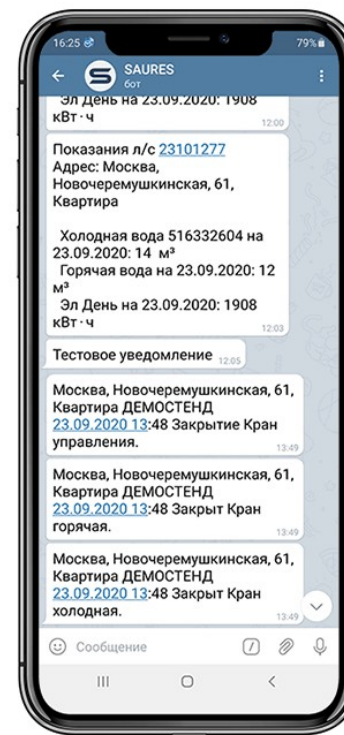 16:25
79%
SAURES
бот
Эл День на 23.09.2020: 1908
кВт·ч
12:00
Показания л/с 23101277
Адрес: Москва,
Новочеремушкинская, 61,
Квартира
Холодная вода 516332604 на
23.09.2020: 14 м³
Горячая вода на 23.09.2020: 12
м³
Эл День на 23.09.2020: 1908
кВт·ч
12:03
Тестовое уведомление 12:05
Москва, Новочеремушкинская, 61,
Квартира ДЕМОСТЕНД
23.09.2020 13:48 Закрытие Кран
управления.
13:49
Москва, Новочеремушкинская, 61,
Квартира ДЕМОСТЕНД
23.09.2020 13:48 Закрыт Кран
горячая.
13:49
Москва, Новочеремушкинская, 61,
Квартира ДЕМОСТЕНД
23.09.2020 13:48 Закрыт Кран
холодная.
13:49
Сообщение